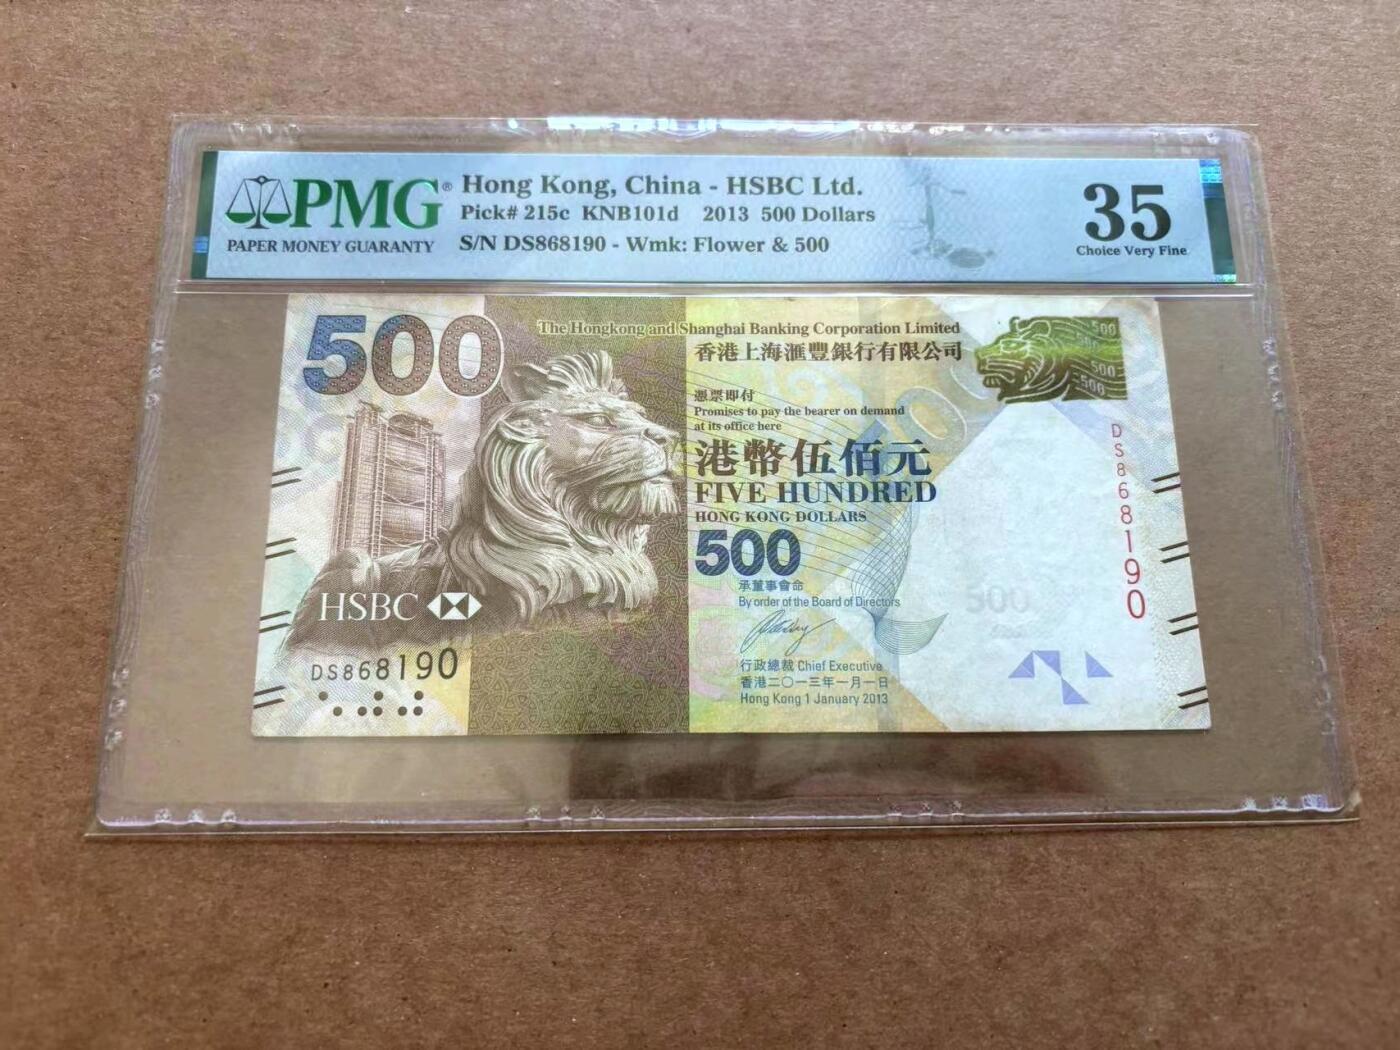 PMG®
PAPER MONEY GUARANTY
Hong Kong, China - HSBC Ltd.
Pick# 215c KNB101d 2013 500 Dollars
S/N DS868190 - Wmk: Flower & 500
35
Choice Very Fine
500
The Hongkong and Shanghai Banking Corporation Limited
香港上海滙豐銀行有限公司
500
500
500
憑票即付
Promises to pay the bearer on demand
at its office here
港幣伍佰元
FIVE HUNDRED
HONG KONG DOLLARS
500
承董事會命
By order of the Board of Directors
行政總裁 Chief Executive
香港二〇一三年一月一日
Hong Kong 1 January 2013
HSBC
DS868190
DS868190
500